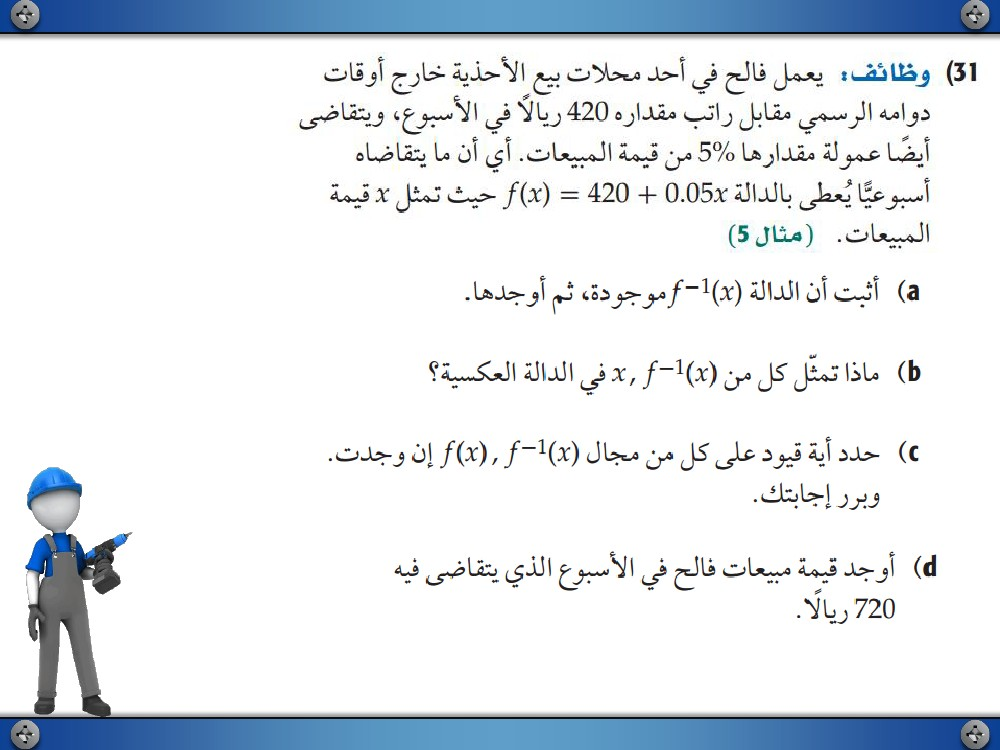 31) وظائف: يعمل فالح في أحد محلات بيع الأحذية خارج أوقات
دوامه الرسمي مقابل راتب مقداره 420 ريالًا في الأسبوع، ويتقاضى
أيضًا عمولة مقدارها 5% من قيمة المبيعات. أي أن ما يتقاضاه
أسبوعيًّا يُعطى بالدالة f(x) = 420 + 0.05x حيث تمثل x قيمة
المبيعات. (مثال 5)
a) أثبت أن الدالة f⁻¹(x) موجودة، ثم أوجدها.
b) ماذا تمثّل كل من x, f⁻¹(x) في الدالة العكسية؟
c) حدد أية قيود على كل من مجال f(x), f⁻¹(x) إن وجدت.
وبرر إجابتك.
d) أوجد قيمة مبيعات فالح في الأسبوع الذي يتقاضى فيه
720 ريالًا.